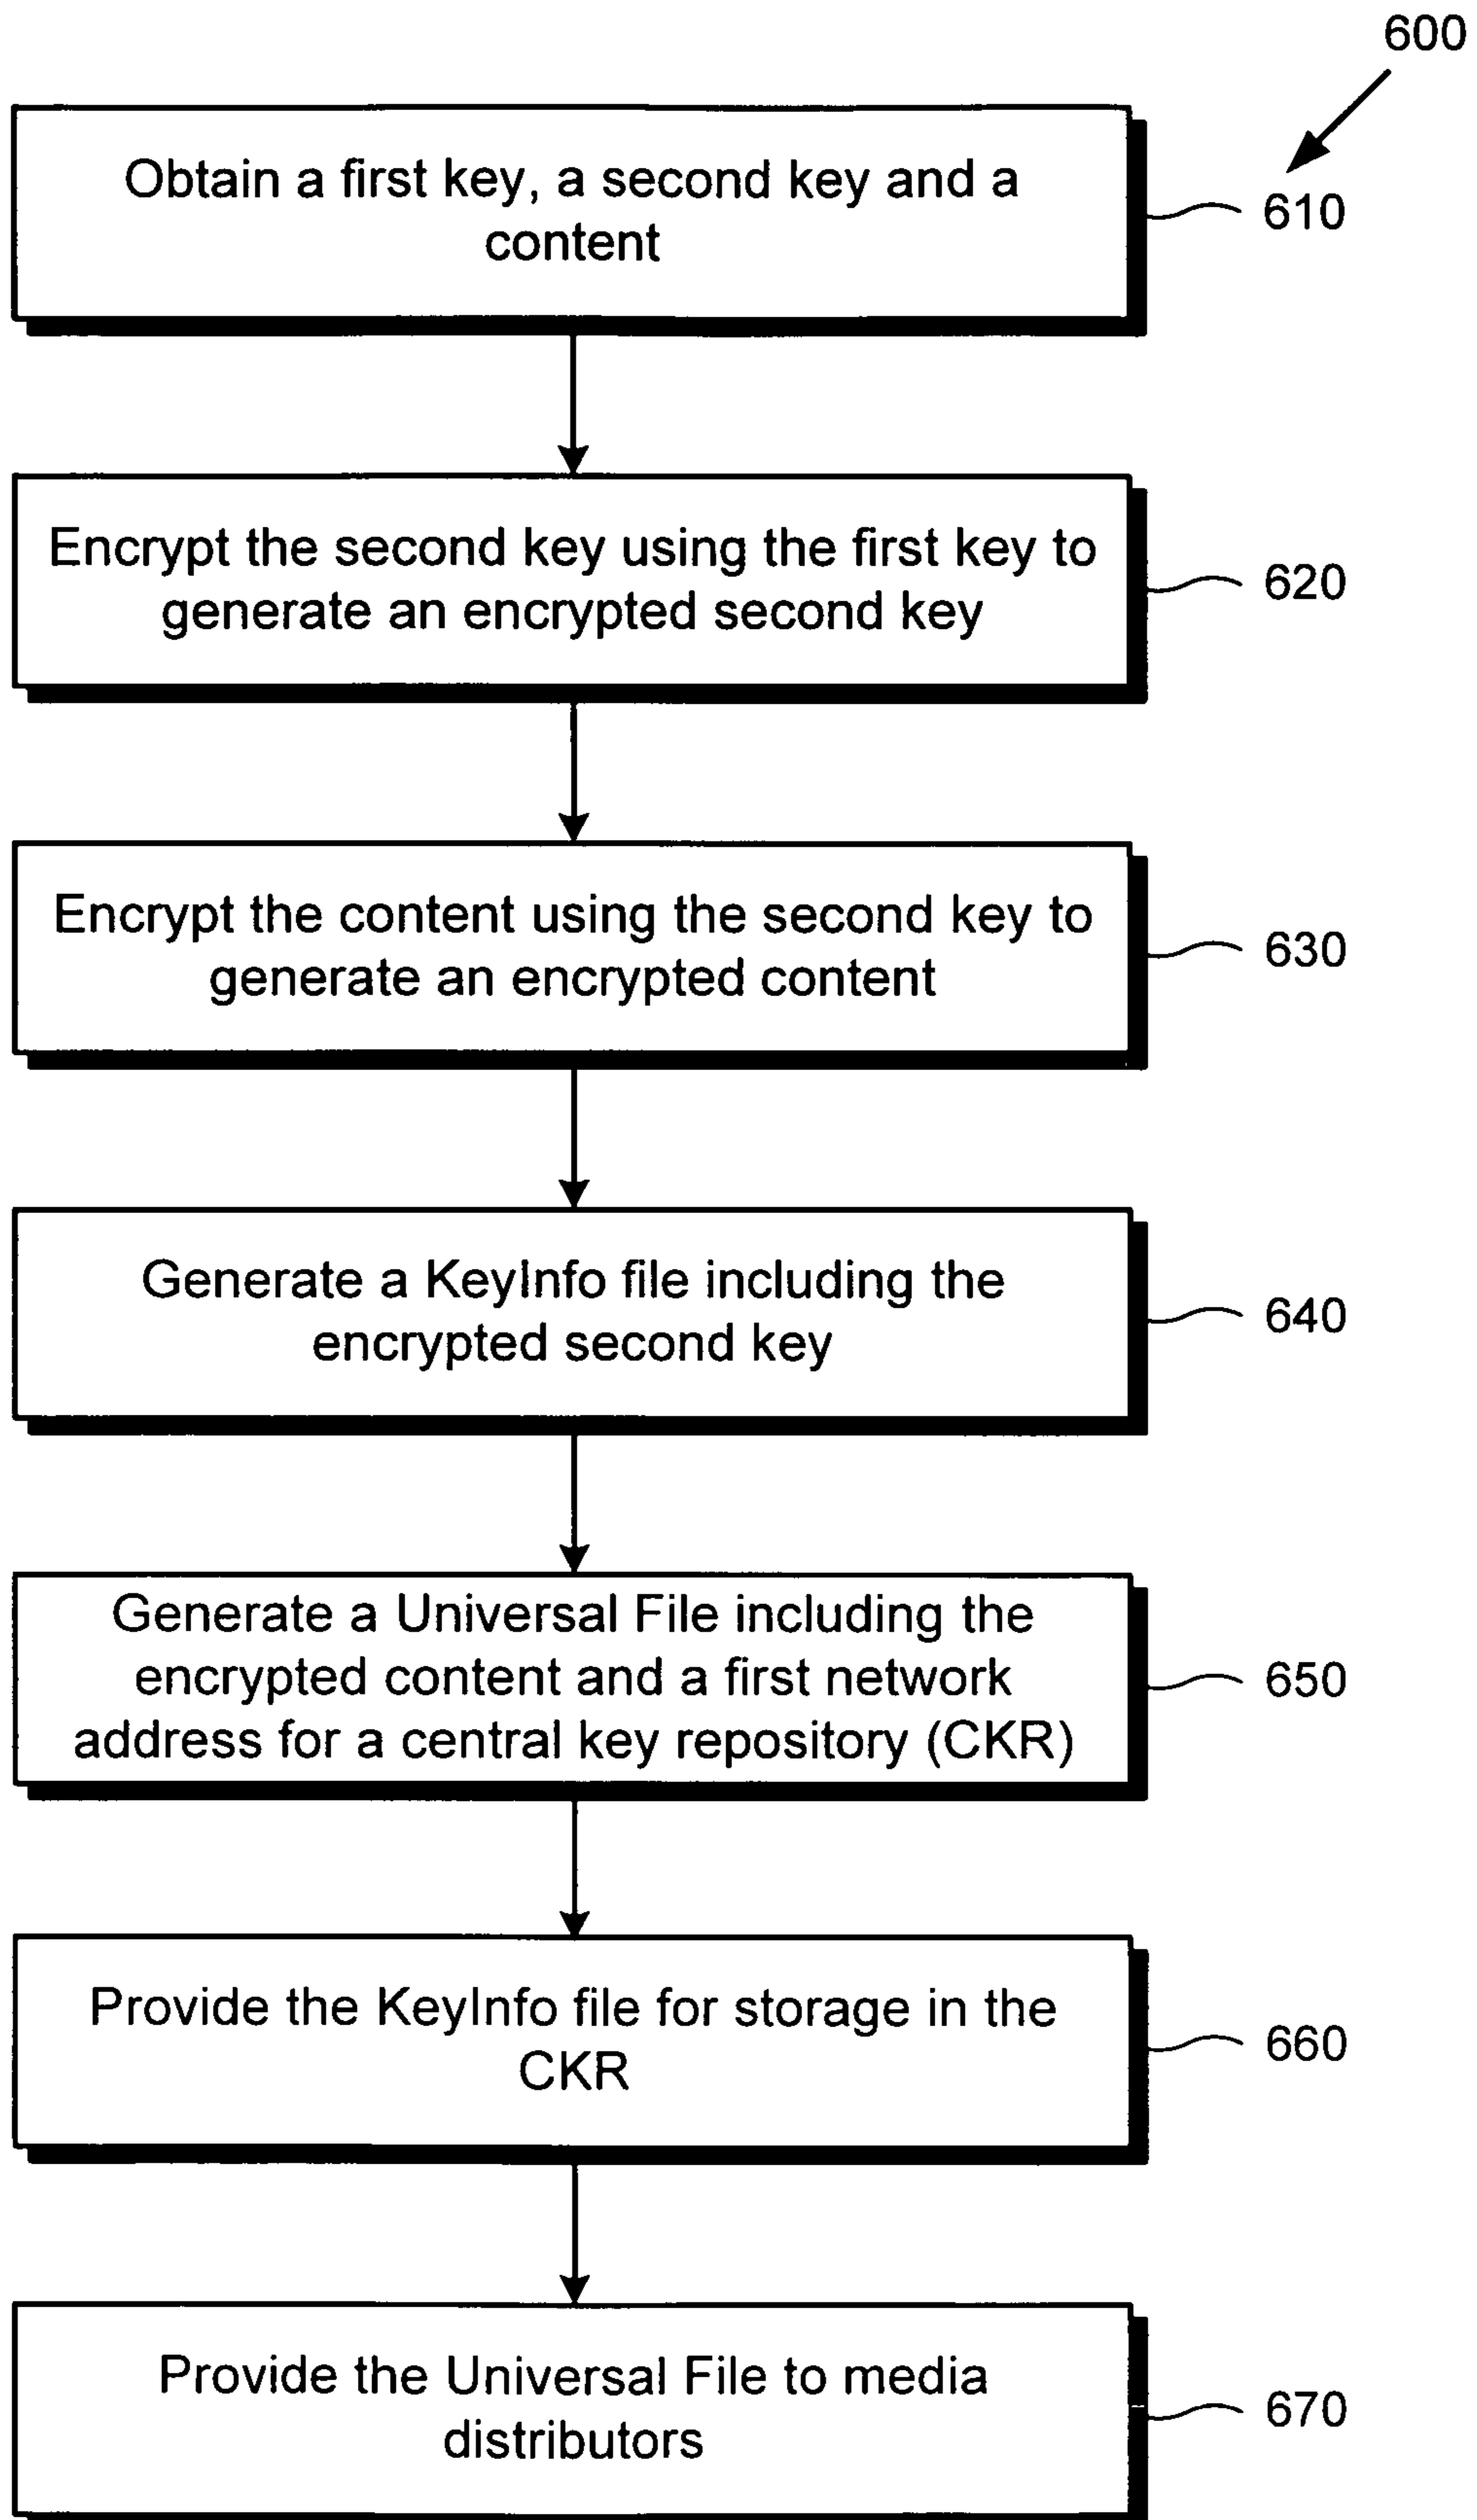 600
Obtain a first key, a second key and a
content
610
Encrypt the second key using the first key to
generate an encrypted second key
620
Encrypt the content using the second key to
generate an encrypted content
630
Generate a KeyInfo file including the
encrypted second key
640
Generate a Universal File including the
encrypted content and a first network
address for a central key repository (CKR)
650
Provide the KeyInfo file for storage in the
CKR
660
Provide the Universal File to media
distributors
670